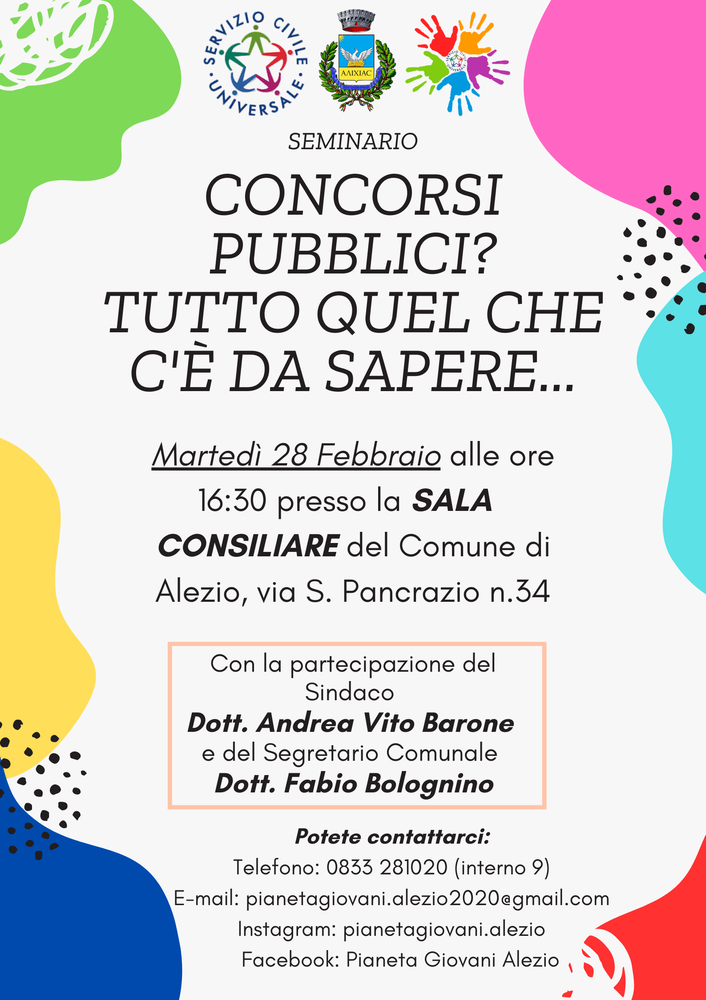 SERVIZIO CIVILE
UNIVERSALE
ΑΛΙΧΙΑC
SERVIZIO CIVILE
UNIVERSALE
SEMINARIO
CONCORSI
PUBBLICI?
TUTTO QUEL CHE
C'È DA SAPERE...
Martedì 28 Febbraio alle ore
16:30 presso la SALA
CONSILIARE del Comune di
Alezio, via S. Pancrazio n.34
Con la partecipazione del
Sindaco
Dott. Andrea Vito Barone
e del Segretario Comunale
Dott. Fabio Bolognino
Potete contattarci:
Telefono: 0833 281020 (interno 9)
E-mail: pianetagiovani.alezio2020@gmail.com
Instagram: pianetagiovani.alezio
Facebook: Pianeta Giovani Alezio